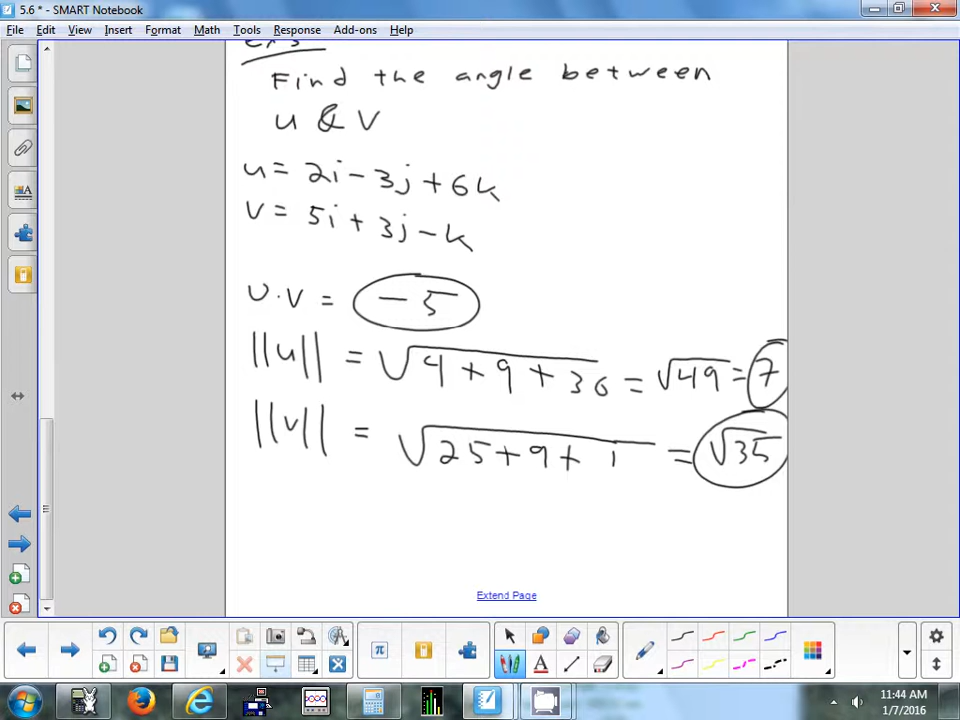 5.6 * - SMART Notebook
File Edit View Insert Format Math Tools Response Add-ons Help
Find the angle between
u & v
u = 2i - 3j + 6k
v = 5i + 3j - k
u·v = -5
||u|| = √4+9+36 = √49 = 7
||v|| = √25+9+1 = √35
Extend Page
11:44 AM
1/7/2016